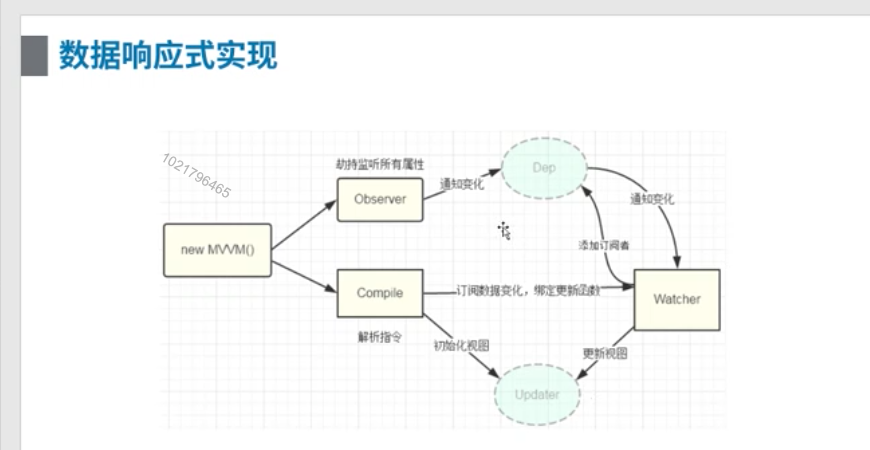 数据响应式实现
1021796465
劫持监听所有属性
Observer
通知变化
Dep
通知变化
new MVVM()
添加订阅者
Compile
订阅数据变化，绑定更新函数
Watcher
解析指令
初始化视图
更新视图
Updater